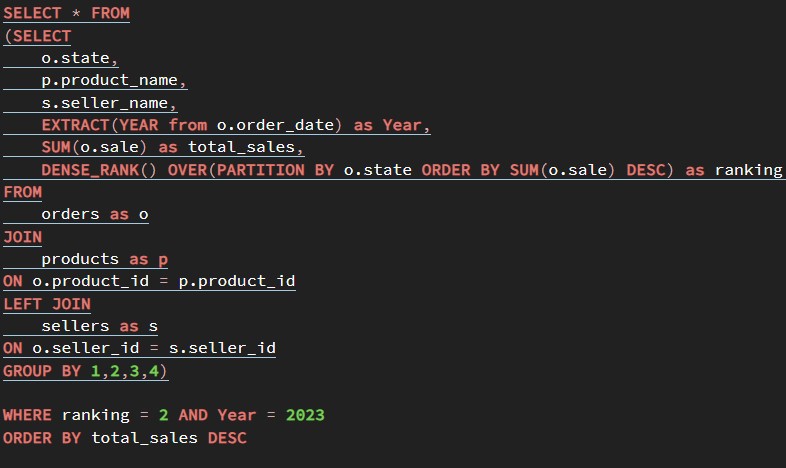 SELECT * FROM
(SELECT
    o.state,
    p.product_name,
    s.seller_name,
    EXTRACT(YEAR from o.order_date) as Year,
    SUM(o.sale) as total_sales,
    DENSE_RANK() OVER(PARTITION BY o.state ORDER BY SUM(o.sale) DESC) as ranking
FROM
    orders as o
JOIN
    products as p
ON o.product_id = p.product_id
LEFT JOIN
    sellers as s
ON o.seller_id = s.seller_id
GROUP BY 1,2,3,4)
WHERE ranking = 2 AND Year = 2023
ORDER BY total_sales DESC